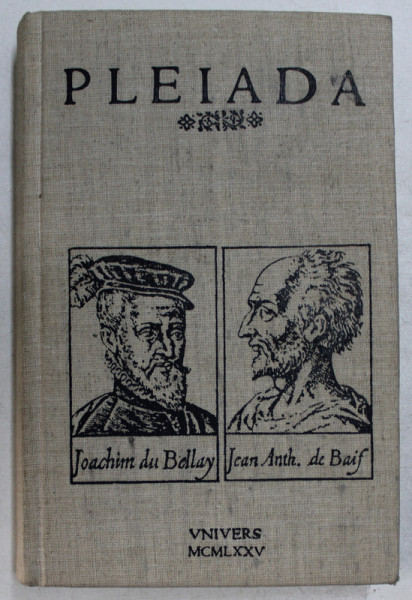 PLEIADA
Joachim du Bellay
Jean Anth. de Baif
VNIVERS
MCMLXXV